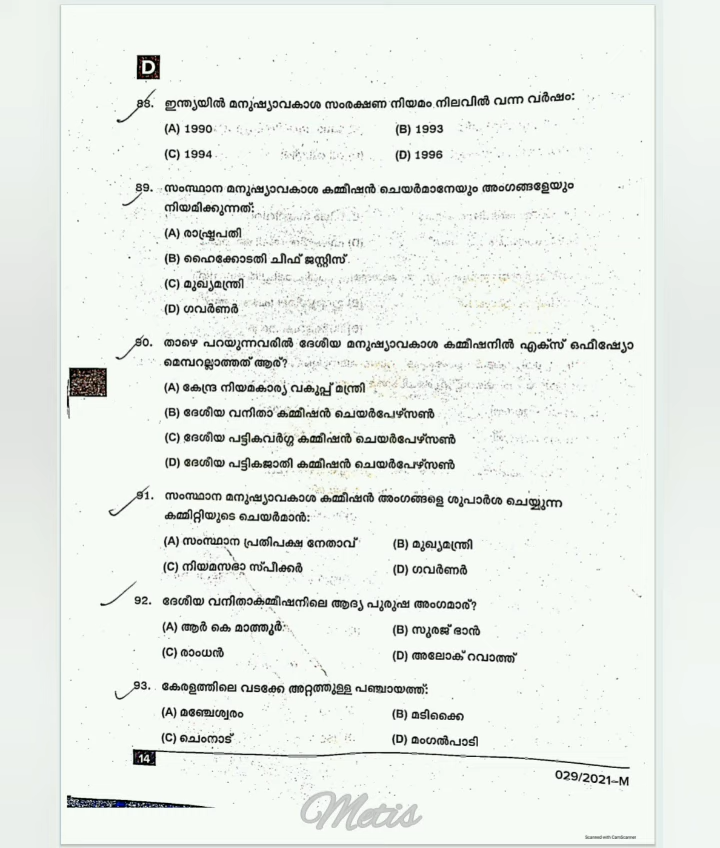 D
88. ഇന്ത്യയിൽ മനുഷ്യാവകാശ സംരക്ഷണ നിയമം നിലവിൽ വന്ന വർഷം:
(A) 1990 (B) 1993
(C) 1994 (D) 1996
89. സംസ്ഥാന മനുഷ്യാവകാശ കമ്മിഷൻ ചെയർമാനേയും അംഗങ്ങളേയും
നിയമിക്കുന്നത്:
(A) രാഷ്ട്രപതി
(B) ഹൈക്കോടതി ചീഫ് ജസ്റ്റിസ്
(C) മുഖ്യമന്ത്രി
(D) ഗവർണർ
90. താഴെ പറയുന്നവരിൽ ദേശീയ മനുഷ്യാവകാശ കമ്മിഷനിൽ എക്സ് ഒഫീഷ്യോ
മെമ്പറല്ലാത്തത് ആര്?
(A) കേന്ദ്ര നിയമകാര്യ വകുപ്പ് മന്ത്രി
(B) ദേശീയ വനിതാ കമ്മിഷൻ ചെയർപേഴ്സൺ
(C) ദേശീയ പട്ടികവർഗ്ഗ കമ്മിഷൻ ചെയർപേഴ്സൺ
(D) ദേശീയ പട്ടികജാതി കമ്മിഷൻ ചെയർപേഴ്സൺ
91. സംസ്ഥാന മനുഷ്യാവകാശ കമ്മിഷൻ അംഗങ്ങളെ ശുപാർശ ചെയ്യുന്ന
കമ്മിറ്റിയുടെ ചെയർമാൻ:
(A) സംസ്ഥാന പ്രതിപക്ഷ നേതാവ് (B) മുഖ്യമന്ത്രി
(C) നിയമസഭാ സ്പീക്കർ (D) ഗവർണർ
92. ദേശീയ വനിതാകമ്മിഷനിലെ ആദ്യ പുരുഷ അംഗമാര്?
(A) ആർ കെ മാത്തൂർ (B) സുരജ് ഭാൻ
(C) രാംധൻ (D) അലോക് റവാത്ത്
93. കേരളത്തിലെ വടക്കേ അറ്റത്തുള്ള പഞ്ചായത്ത്:
(A) മഞ്ചേശ്വരം (B) മടിക്കൈ
(C) ചെംനാട് (D) മംഗൽപാടി
14
029/2021-M
Metis
Scanned with CamScanner